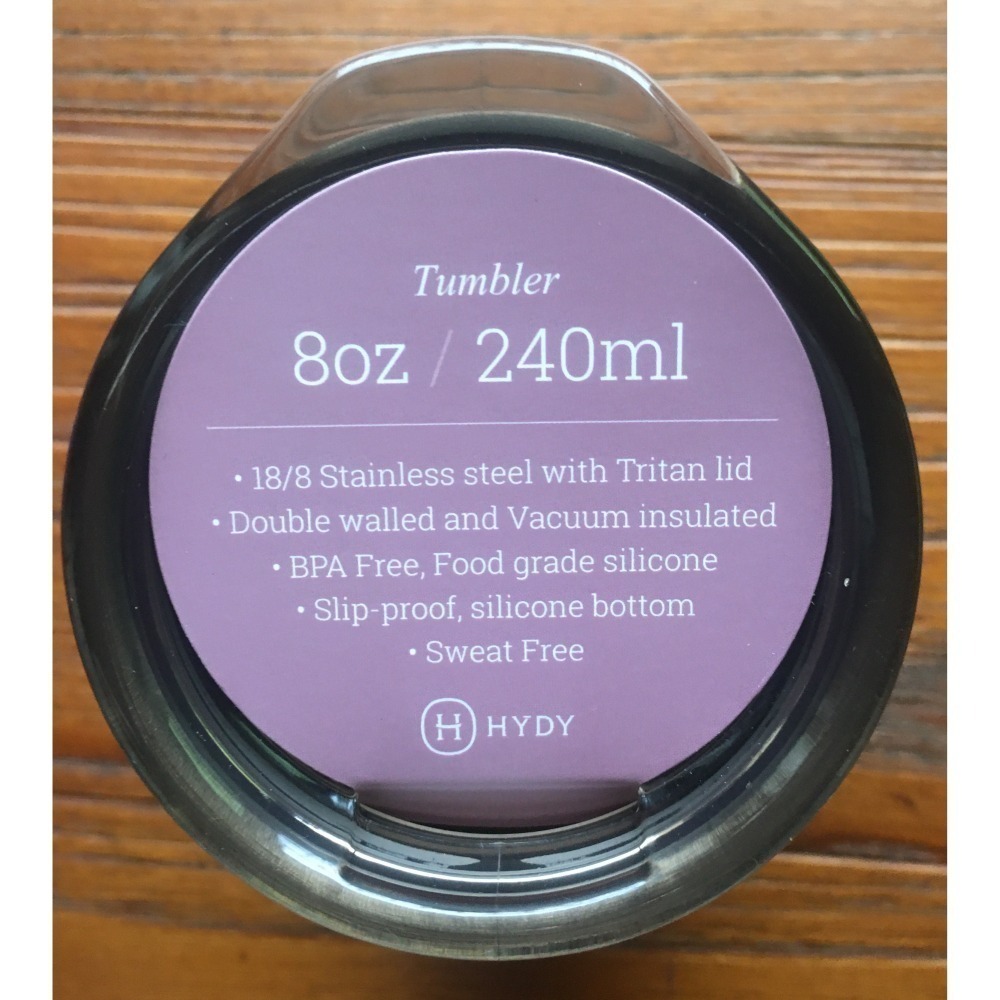 Tumbler
8oz / 240ml
• 18/8 Stainless steel with Tritan lid
• Double walled and Vacuum insulated
• BPA Free, Food grade silicone
• Slip-proof, silicone bottom
• Sweat Free
H HYDY